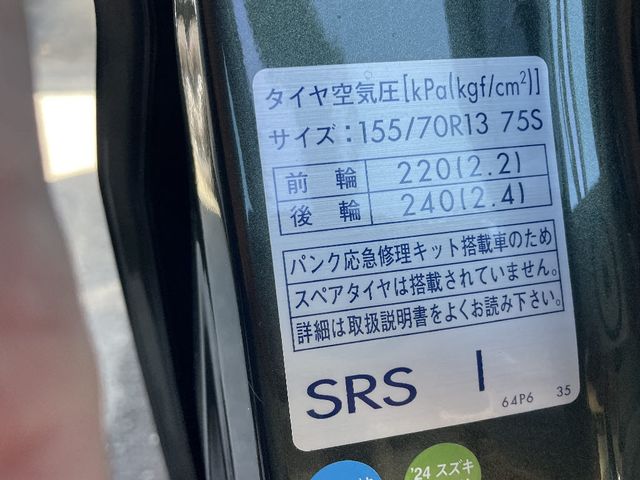 タイヤ空気圧[kPa(kgf/cm²)]
サイズ：155/70R13 75S
前輪 220(2.2)
後輪 240(2.4)
パンク応急修理キット搭載車のため
スペアタイヤは搭載されていません。
詳細は取扱説明書をよくお読み下さい。
SRS I
64P6 35
'24 スズキ